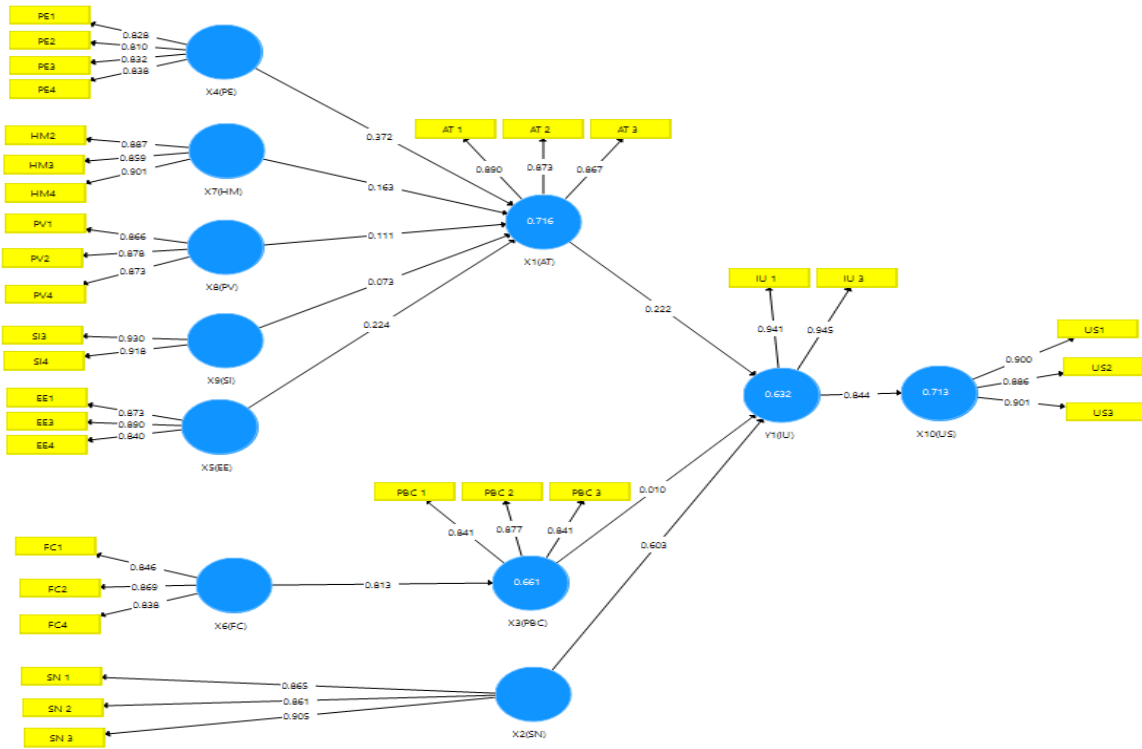 PE1
PE2
PE3
PE4
0.828
0.810
0.832
0.838
X4(PE)
HM2
HM3
HM4
0.887
0.859
0.901
X7(HM)
PV1
PV2
PV4
0.866
0.878
0.873
X8(PV)
SI3
SI4
0.930
0.918
X9(SI)
EE1
EE3
EE4
0.873
0.890
0.840
X5(EE)
0.372
0.163
0.111
0.073
0.224
AT 1
AT 2
AT 3
0.890
0.873
0.867
0.716
X1(AT)
0.222
IU 1
IU 3
0.941
0.945
0.632
Y1(IU)
0.844
0.713
X10(US)
0.900
0.886
0.901
US1
US2
US3
PBC 1
PBC 2
PBC 3
0.841
0.877
0.841
0.010
0.603
FC1
FC2
FC4
0.846
0.869
0.838
X6(FC)
0.813
0.661
X3(PBC)
SN 1
SN 2
SN 3
0.865
0.861
0.905
X2(SN)